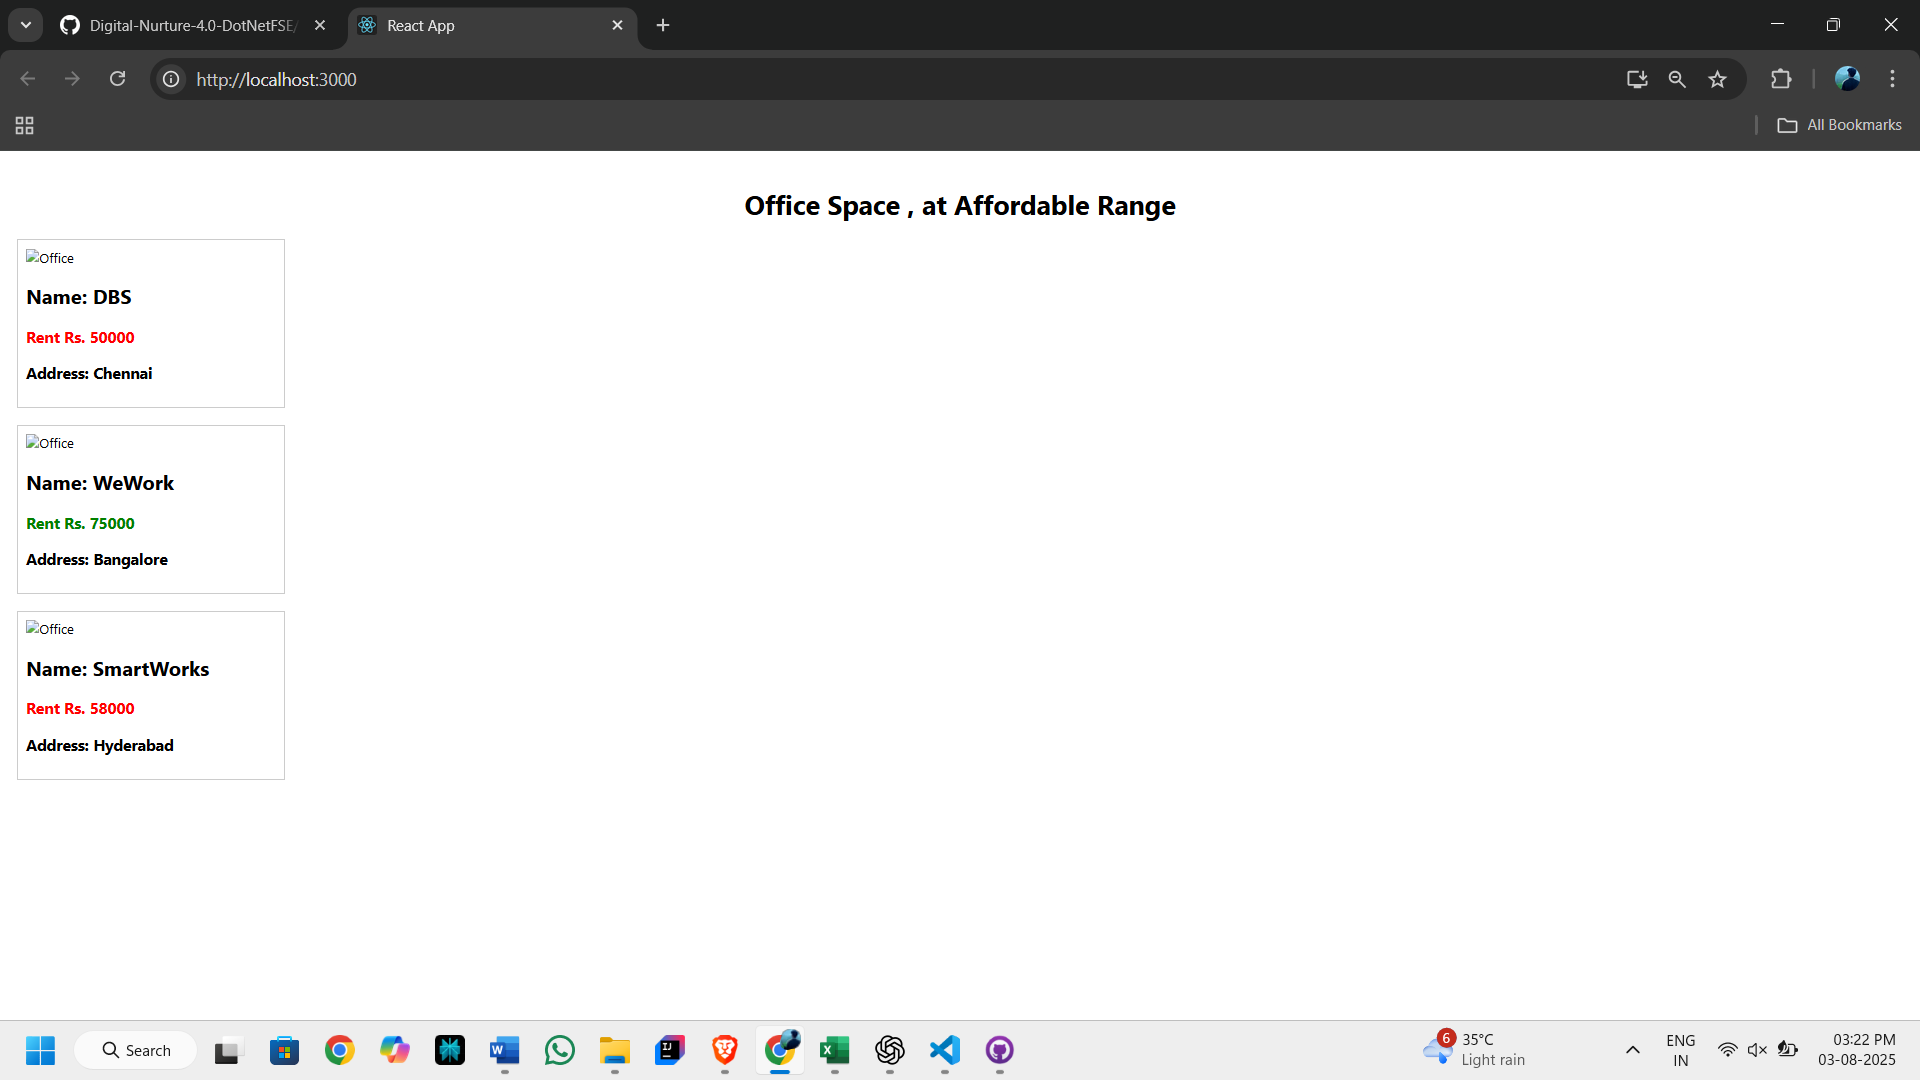 Digital-Nurture-4.0-DotNetFSE/
React App
http://localhost:3000
All Bookmarks
Office Space , at Affordable Range
Office
Name: DBS
Rent Rs. 50000
Address: Chennai
Office
Name: WeWork
Rent Rs. 75000
Address: Bangalore
Office
Name: SmartWorks
Rent Rs. 58000
Address: Hyderabad
Search
6
35°C
Light rain
ENG
IN
03:22 PM
03-08-2025